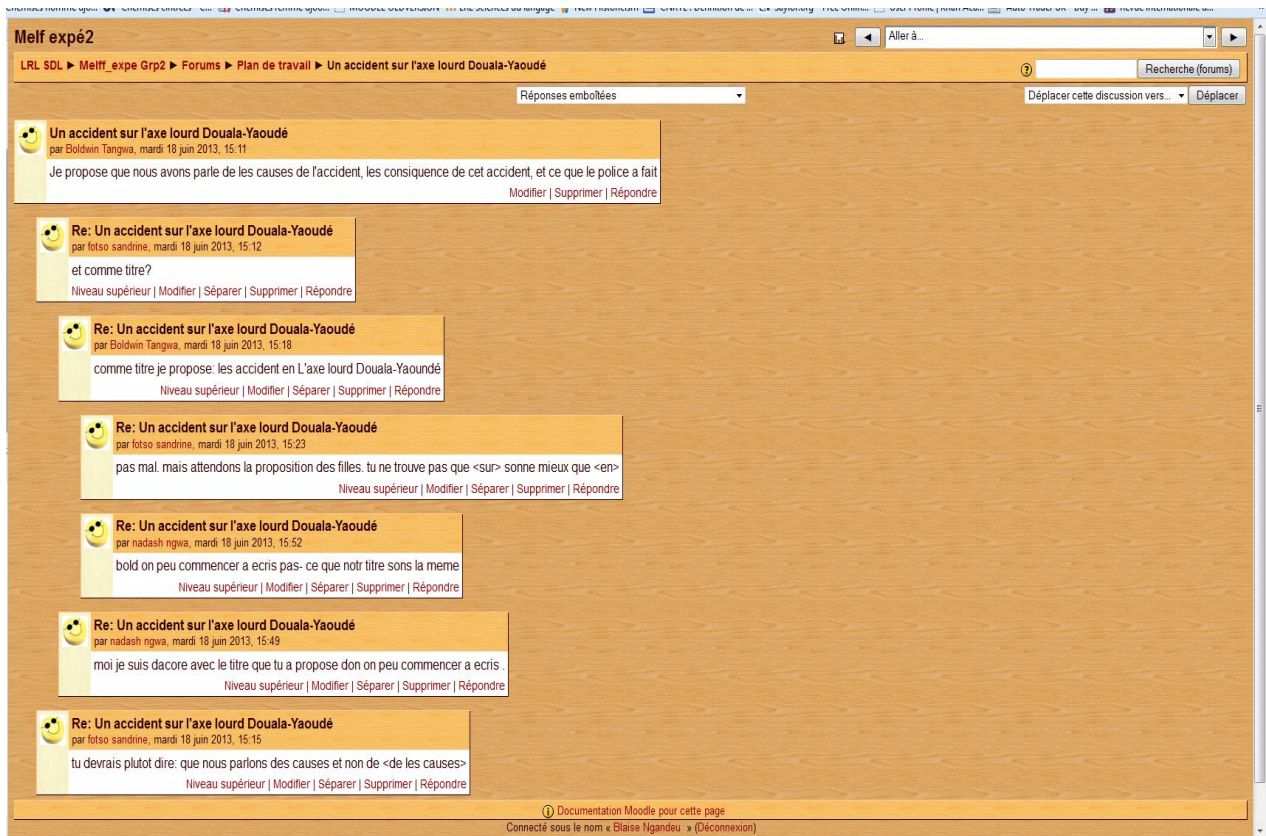 Melf expé2
Aller à...
LRL SDL ► Melff_expe Grp2 ► Forums ► Plan de travail ► Un accident sur l'axe lourd Douala-Yaoudé
Recherche (forums)
Réponses emboîtées
Déplacer cette discussion vers...
Déplacer
Un accident sur l'axe lourd Douala-Yaoudé
par Boldwin Tangwa, mardi 18 juin 2013, 15:11
Je propose que nous avons parle de les causes de l'accident, les consiquence de cet accident, et ce que le police a fait
Modifier | Supprimer | Répondre
Re: Un accident sur l'axe lourd Douala-Yaoudé
par fotso sandrine, mardi 18 juin 2013, 15:12
et comme titre?
Niveau supérieur | Modifier | Séparer | Supprimer | Répondre
Re: Un accident sur l'axe lourd Douala-Yaoudé
par Boldwin Tangwa, mardi 18 juin 2013, 15:18
comme titre je propose: les accident en L'axe lourd Douala-Yaoundé
Niveau supérieur | Modifier | Séparer | Supprimer | Répondre
Re: Un accident sur l'axe lourd Douala-Yaoudé
par fotso sandrine, mardi 18 juin 2013, 15:23
pas mal. mais attendons la proposition des filles. tu ne trouve pas que <sur> sonne mieux que <en>
Niveau supérieur | Modifier | Séparer | Supprimer | Répondre
Re: Un accident sur l'axe lourd Douala-Yaoudé
par nadash ngwa, mardi 18 juin 2013, 15:52
bold on peu commencer a ecris pas- ce que notr titre sons la meme
Niveau supérieur | Modifier | Séparer | Supprimer | Répondre
Re: Un accident sur l'axe lourd Douala-Yaoudé
par nadash ngwa, mardi 18 juin 2013, 15:49
moi je suis dacore avec le titre que tu a propose don on peu commencer a ecris .
Niveau supérieur | Modifier | Séparer | Supprimer | Répondre
Re: Un accident sur l'axe lourd Douala-Yaoudé
par fotso sandrine, mardi 18 juin 2013, 15:15
tu devrais plutot dire: que nous parlons des causes et non de <de les causes>
Niveau supérieur | Modifier | Séparer | Supprimer | Répondre
Documentation Moodle pour cette page
Connecté sous le nom « Blaise Ngandeu » (Déconnexion)